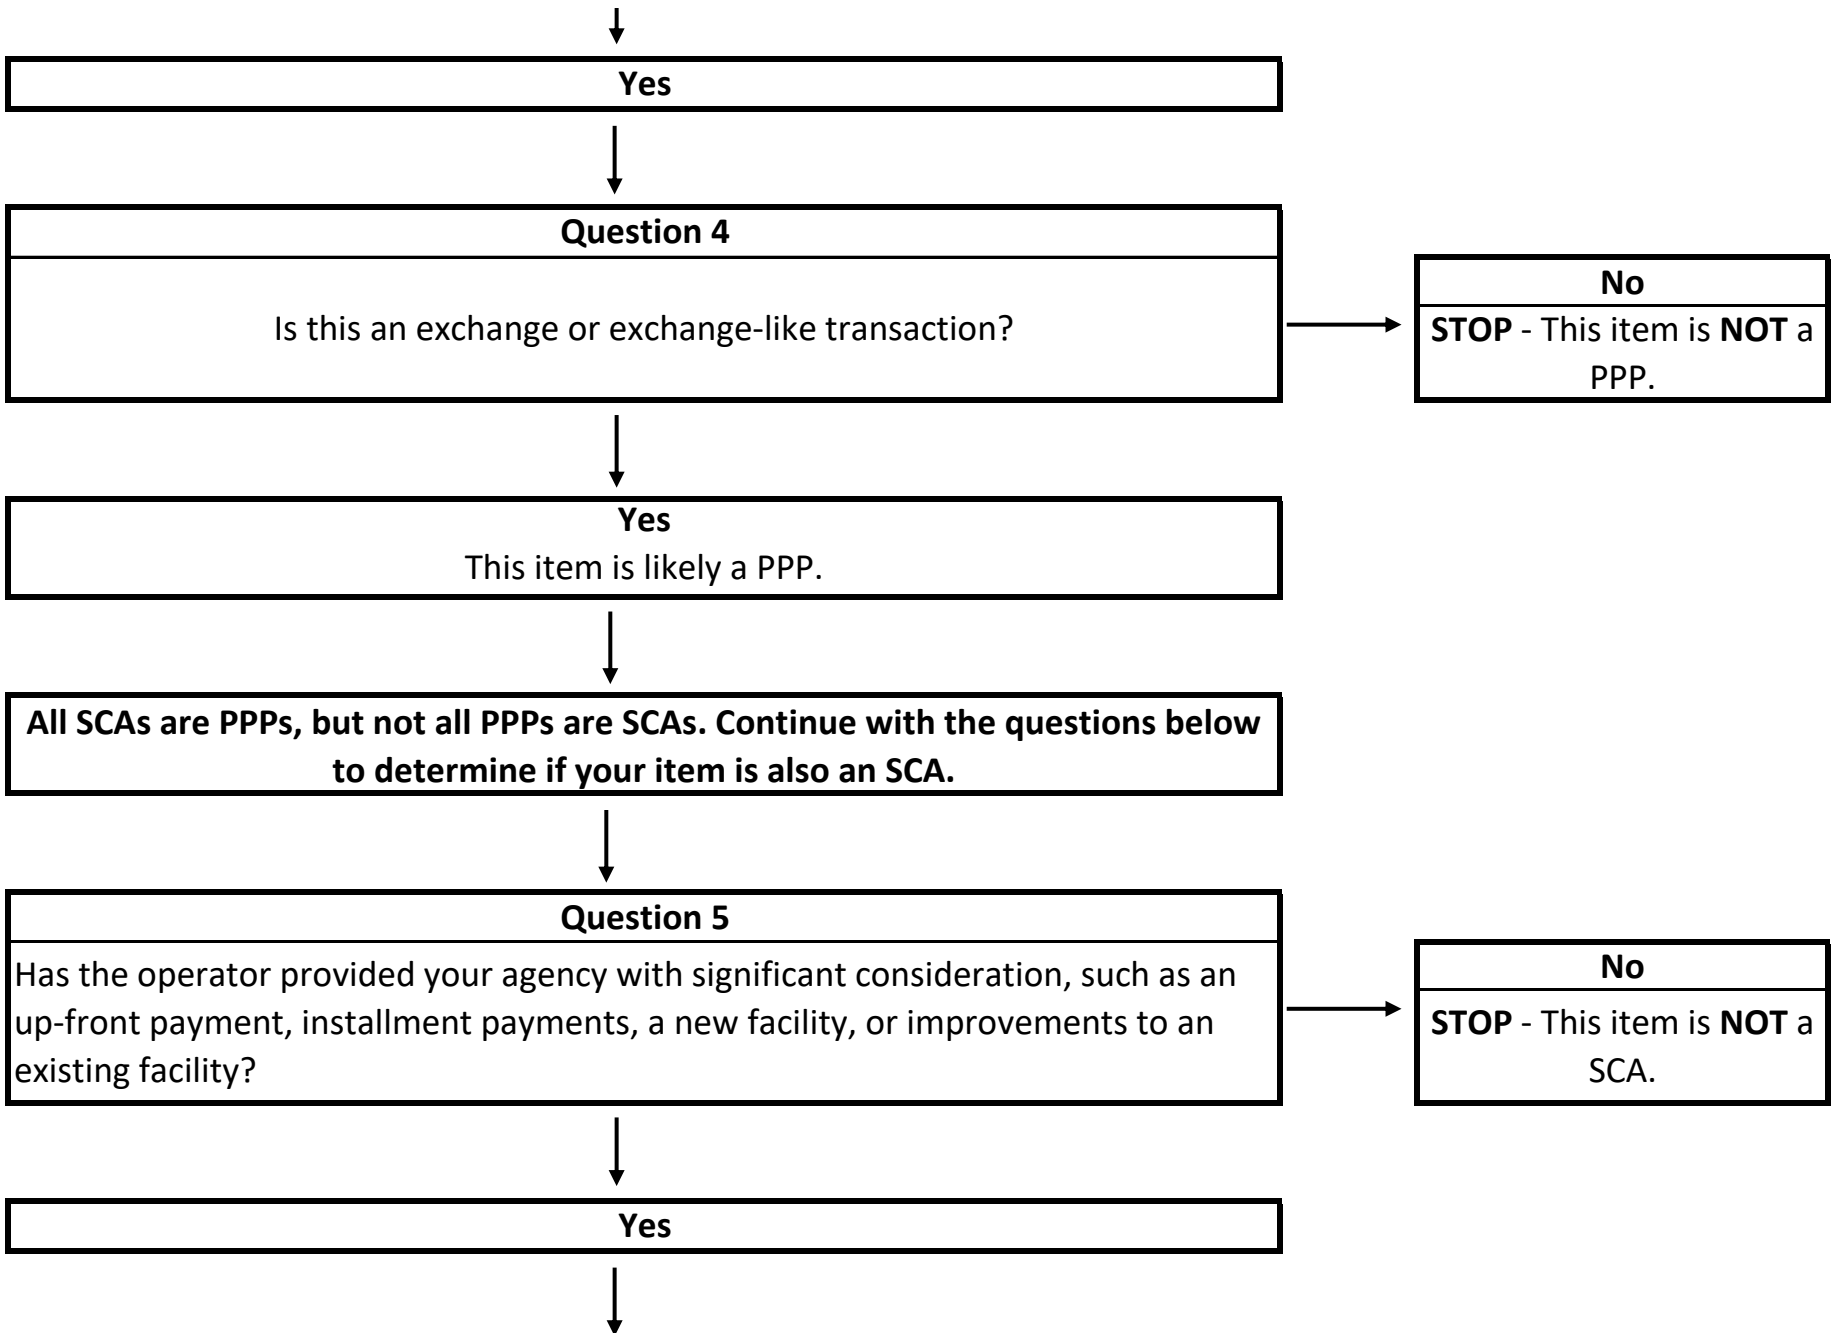 Yes
Question 4
Is this an exchange or exchange-like transaction?
No
STOP - This item is NOT a
PPP.
Yes
This item is likely a PPP.
All SCAs are PPPs, but not all PPPs are SCAs. Continue with the questions below
to determine if your item is also an SCA.
Question 5
Has the operator provided your agency with significant consideration, such as an
up-front payment, installment payments, a new facility, or improvements to an
existing facility?
No
STOP - This item is NOT a
SCA.
Yes